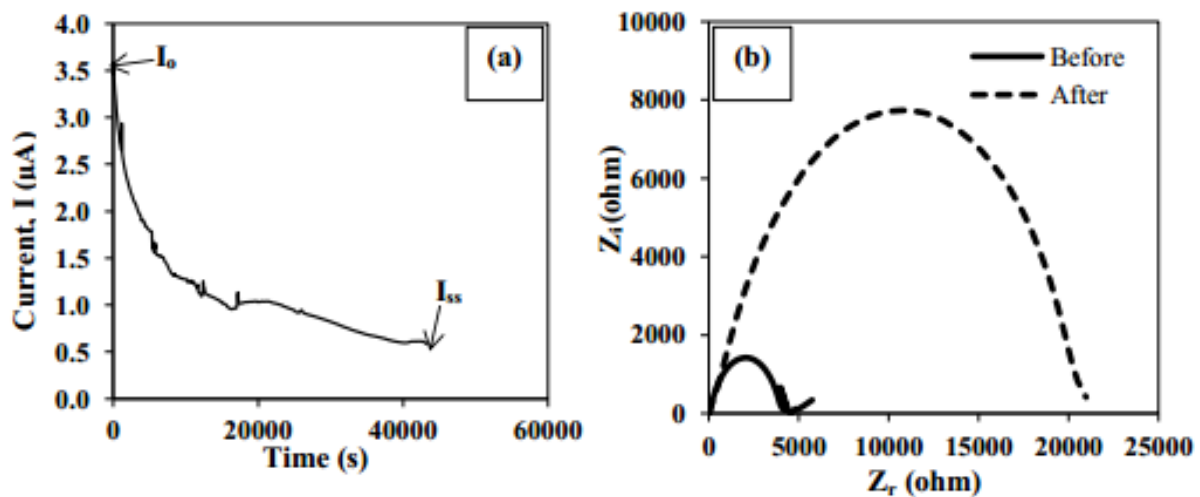 (a)
I₀
Iss
Current, I (µA)
4.0
3.5
3.0
2.5
2.0
1.5
1.0
0.5
0.0
0 20000 40000 60000
Time (s)
(b)
Before
After
Zi (ohm)
10000
8000
6000
4000
2000
0
0 5000 10000 15000 20000 25000
Zr (ohm)